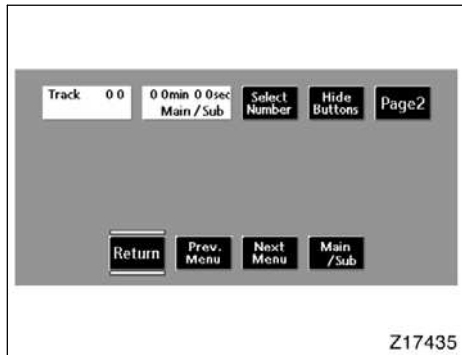 Track 0 0
0 0min 0 0sec
Main / Sub
Select
Number
Hide
Buttons
Page2
Return
Prev.
Menu
Next
Menu
Main
/Sub
Z17435